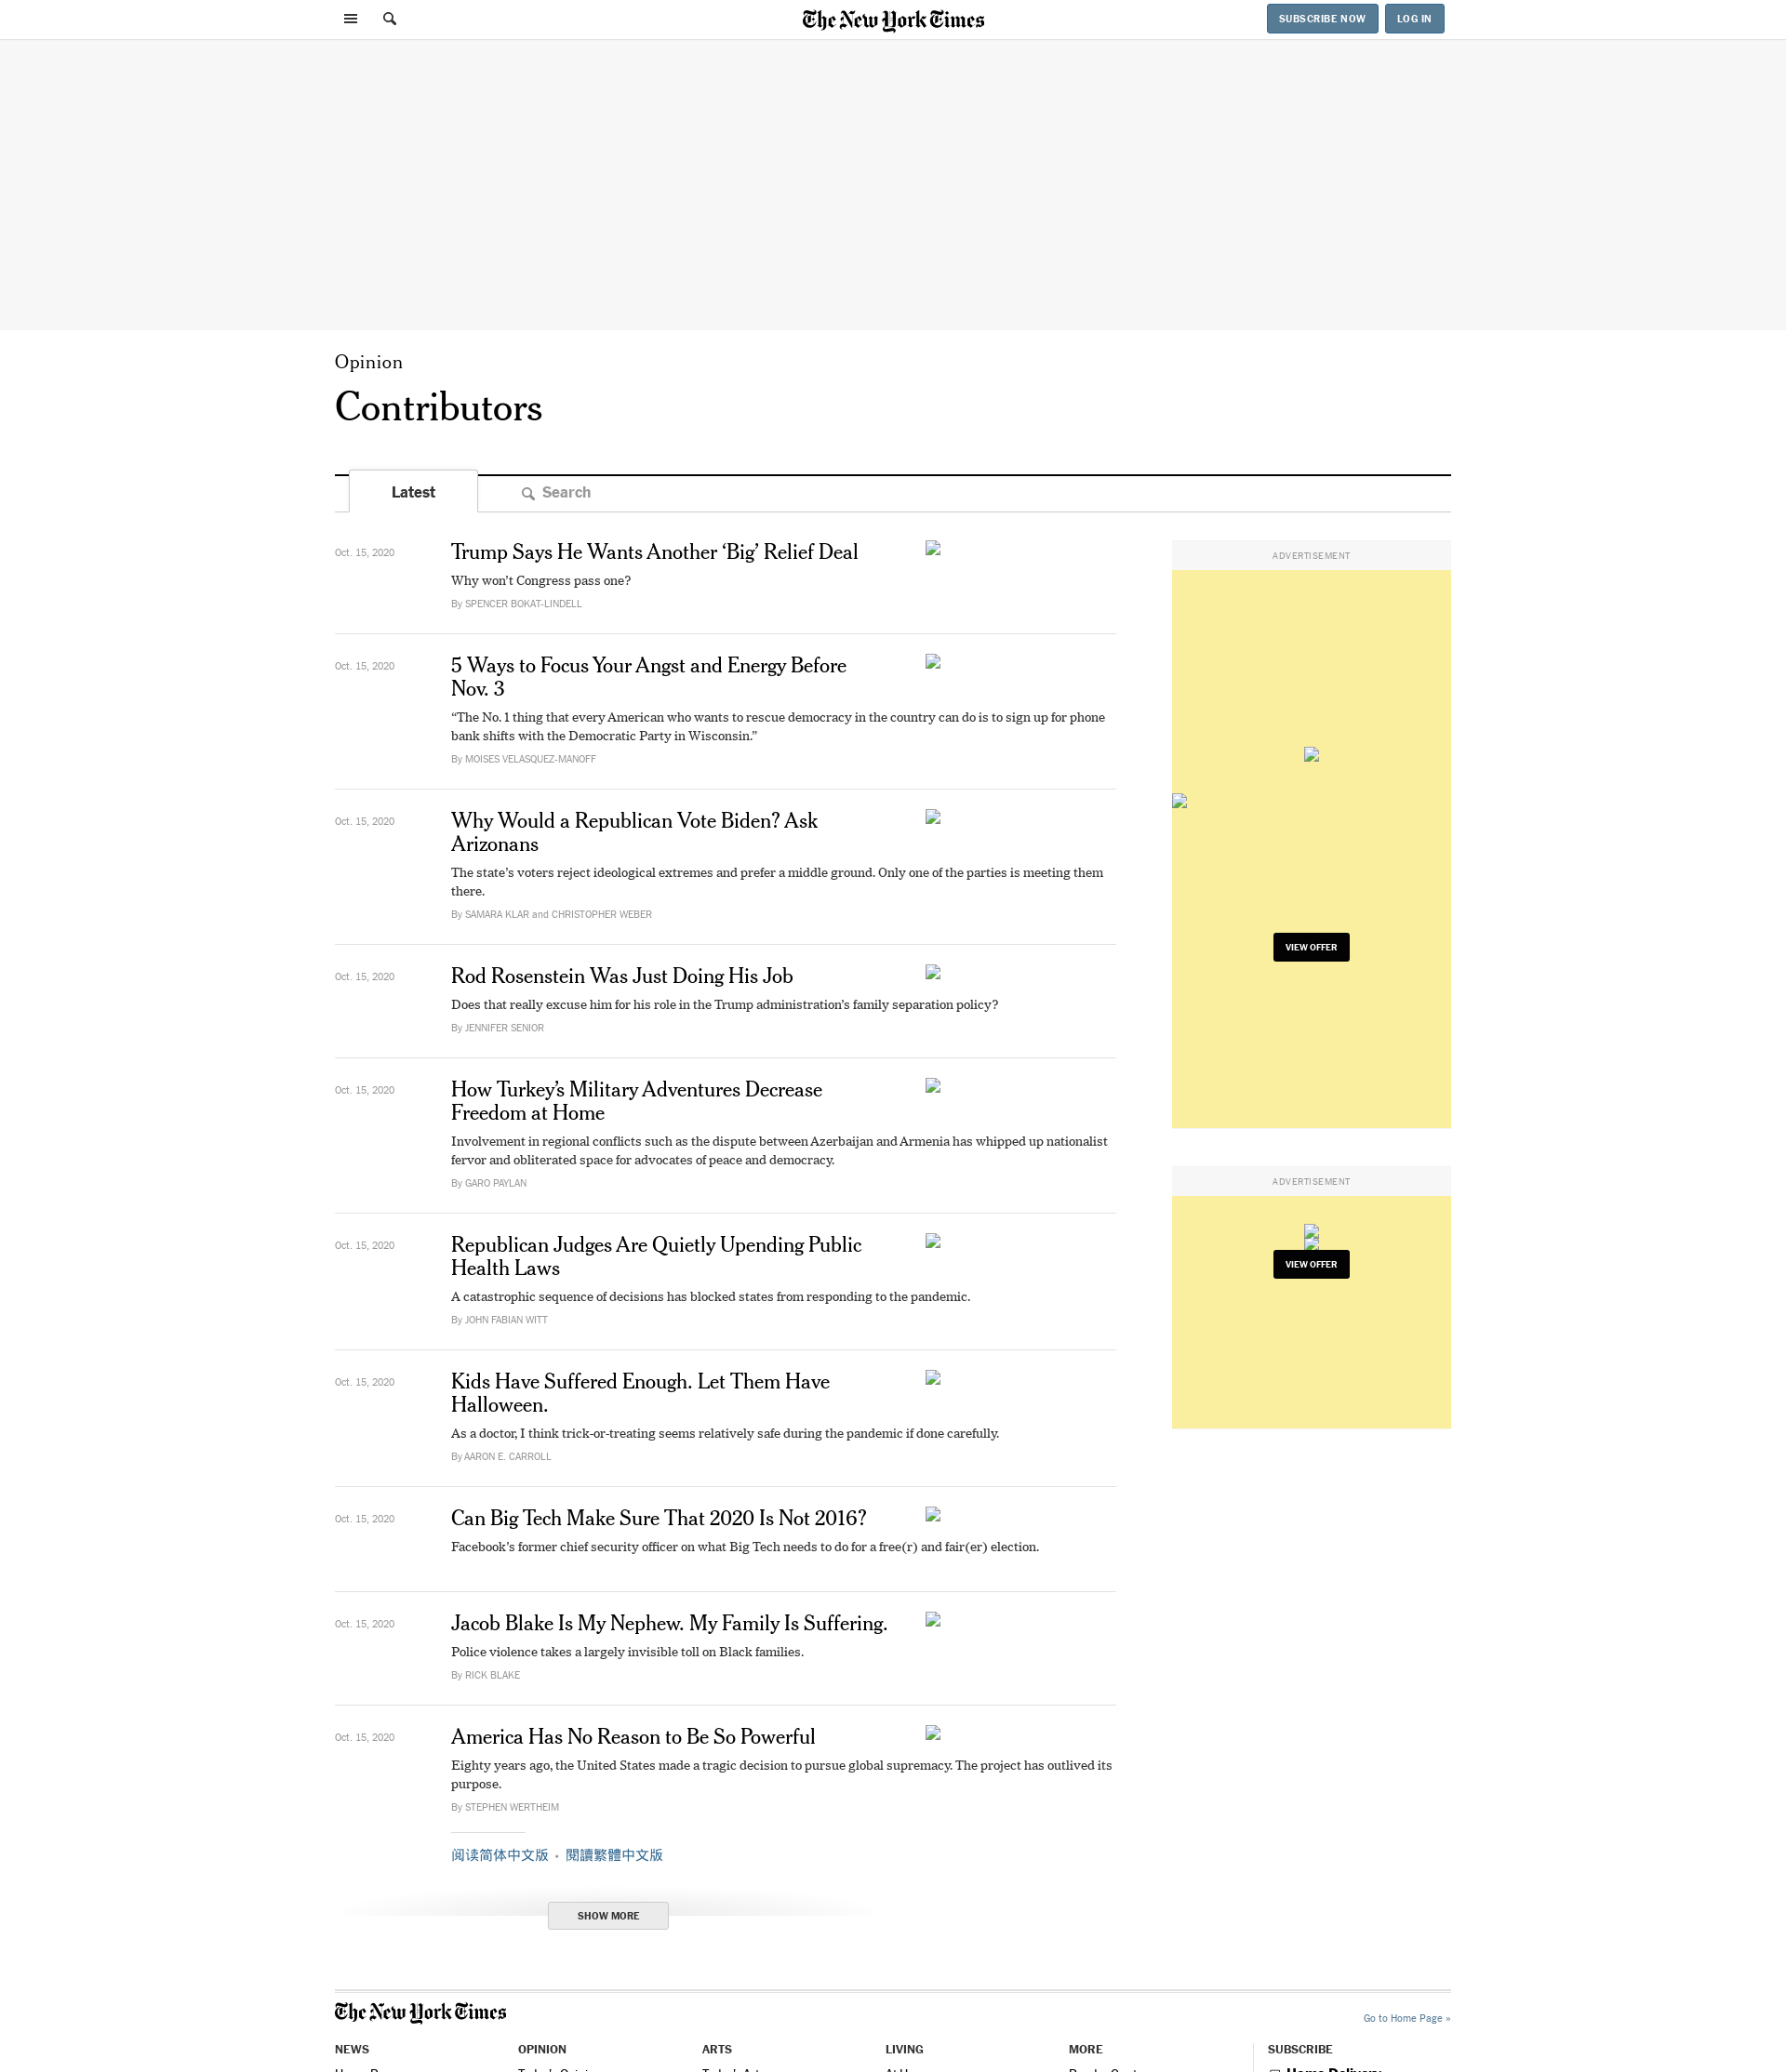 The New York Times
SUBSCRIBE NOW
LOG IN
Opinion
Contributors
Latest
Search
Oct. 15, 2020
Trump Says He Wants Another ‘Big’ Relief Deal
Why won’t Congress pass one?
By SPENCER BOKAT-LINDELL
Oct. 15, 2020
5 Ways to Focus Your Angst and Energy Before
Nov. 3
“The No. 1 thing that every American who wants to rescue democracy in the country can do is to sign up for phone
bank shifts with the Democratic Party in Wisconsin.”
By MOISES VELASQUEZ-MANOFF
Oct. 15, 2020
Why Would a Republican Vote Biden? Ask
Arizonans
The state’s voters reject ideological extremes and prefer a middle ground. Only one of the parties is meeting them
there.
By SAMARA KLAR and CHRISTOPHER WEBER
Oct. 15, 2020
Rod Rosenstein Was Just Doing His Job
Does that really excuse him for his role in the Trump administration’s family separation policy?
By JENNIFER SENIOR
Oct. 15, 2020
How Turkey’s Military Adventures Decrease
Freedom at Home
Involvement in regional conflicts such as the dispute between Azerbaijan and Armenia has whipped up nationalist
fervor and obliterated space for advocates of peace and democracy.
By GARO PAYLAN
Oct. 15, 2020
Republican Judges Are Quietly Upending Public
Health Laws
A catastrophic sequence of decisions has blocked states from responding to the pandemic.
By JOHN FABIAN WITT
Oct. 15, 2020
Kids Have Suffered Enough. Let Them Have
Halloween.
As a doctor, I think trick-or-treating seems relatively safe during the pandemic if done carefully.
By AARON E. CARROLL
Oct. 15, 2020
Can Big Tech Make Sure That 2020 Is Not 2016?
Facebook’s former chief security officer on what Big Tech needs to do for a free(r) and fair(er) election.
Oct. 15, 2020
Jacob Blake Is My Nephew. My Family Is Suffering.
Police violence takes a largely invisible toll on Black families.
By RICK BLAKE
Oct. 15, 2020
America Has No Reason to Be So Powerful
Eighty years ago, the United States made a tragic decision to pursue global supremacy. The project has outlived its
purpose.
By STEPHEN WERTHEIM
阅读简体中文版 • 閱讀繁體中文版
SHOW MORE
ADVERTISEMENT
VIEW OFFER
ADVERTISEMENT
VIEW OFFER
The New York Times
Go to Home Page »
NEWS
OPINION
ARTS
LIVING
MORE
SUBSCRIBE